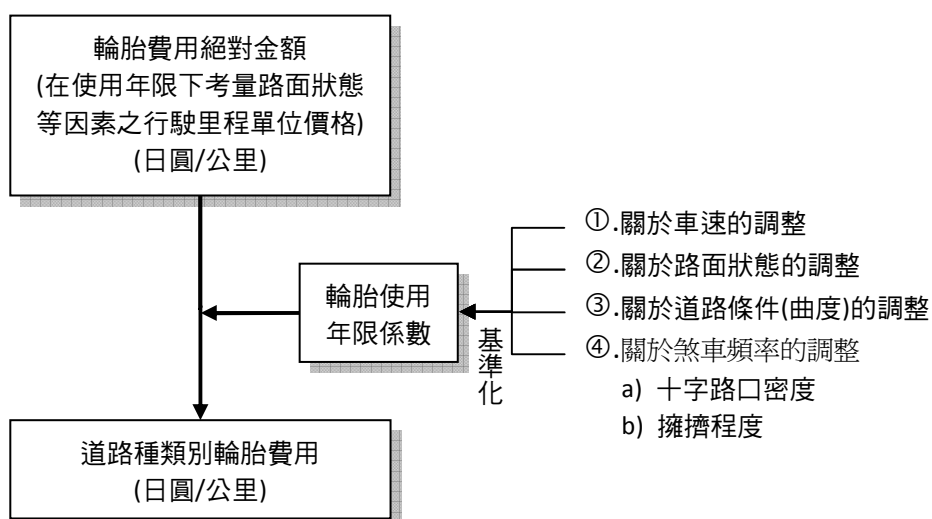 輪胎費用絕對金額
(在使用年限下考量路面狀態
等因素之行駛里程單位價格)
(日圓/公里)
①.關於車速的調整
②.關於路面狀態的調整
③.關於道路條件(曲度)的調整
④.關於煞車頻率的調整
a) 十字路口密度
b) 擁擠程度
基準化
輪胎使用
年限係數
道路種類別輪胎費用
(日圓/公里)